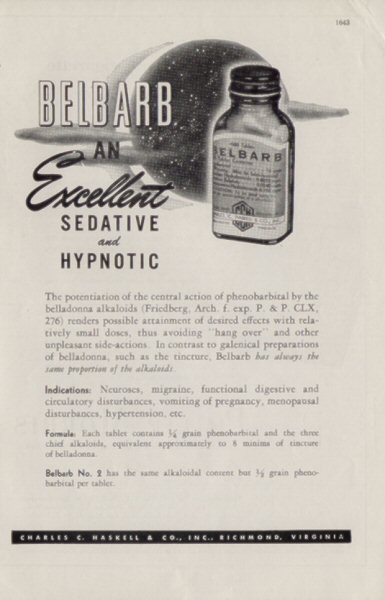 1643
BELBARB
AN
Excellent
SEDATIVE
and
HYPNOTIC
BELBARB
The potentiation of the central action of phenobarbital by the
belladonna alkaloids (Friedberg, Arch. f. exp. P. & P. CLX,
276) renders possible attainment of desired effects with rela-
tively small doses, thus avoiding "hang over" and other
unpleasant side-actions. In contrast to galenical preparations
of belladonna, such as the tincture, Belbarb has always the
same proportion of the alkaloids.
Indications: Neuroses, migraine, functional digestive and
circulatory disturbances, vomiting of pregnancy, menopausal
disturbances, hypertension, etc.
Formula: Each tablet contains ¼ grain phenobarbital and the three
chief alkaloids, equivalent approximately to 8 minims of tincture
of belladonna.
Belbarb No. 2 has the same alkaloidal content but ½ grain pheno-
barbital per tablet.
CHARLES C. HASKELL & CO., INC., RICHMOND, VIRGINIA